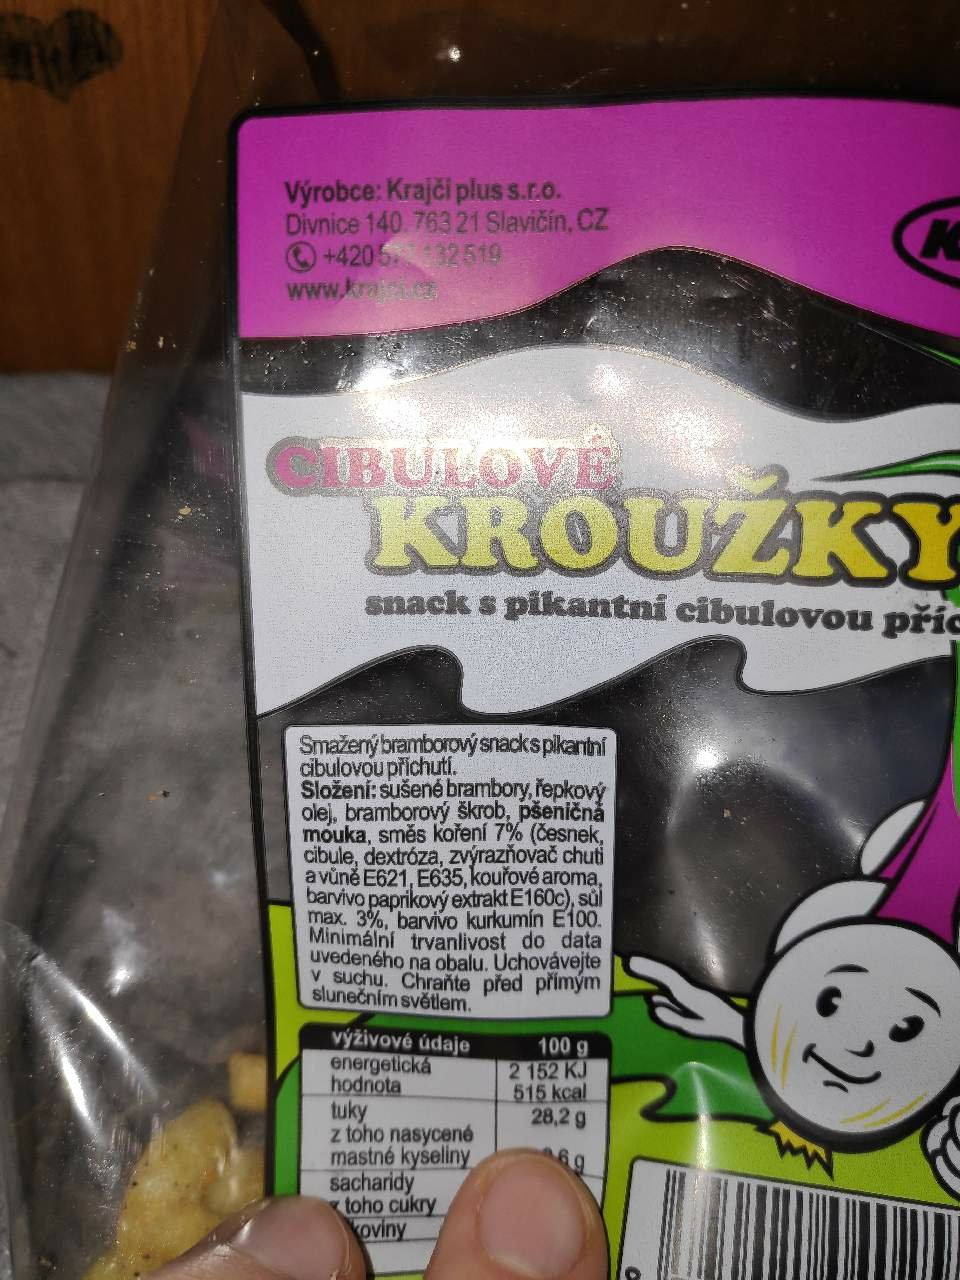 Výrobce: Krajči plus s.r.o.
Divnice 140, 763 21 Slavičín, CZ
+420 132 519
CIBULOVÉ
KROUŽKY
snack s pikantní cibulovou příc
Smažený bramborový snack s pikantní
cibulovou příchutí.
Složení: sušené brambory, řepkový
olej, bramborový škrob, pšeničná
mouka, směs koření 7% (česnek,
cibule, dextróza, zvýrazňovač chuti
a vůně E621, E635, kouřové aroma,
barvivo paprikový extrakt E160c), sůl
max. 3%, barvivo kurkumín E100.
Minimální trvanlivost do data
uvedeného na obalu. Uchovávejte
v suchu. Chraňte před přímým
slunečním světlem.
výživové údaje 100 g
energetická 2 152 KJ
hodnota 515 kcal
tuky 28,2 g
z toho nasycené
mastné kyseliny
sacharidy
z toho cukry